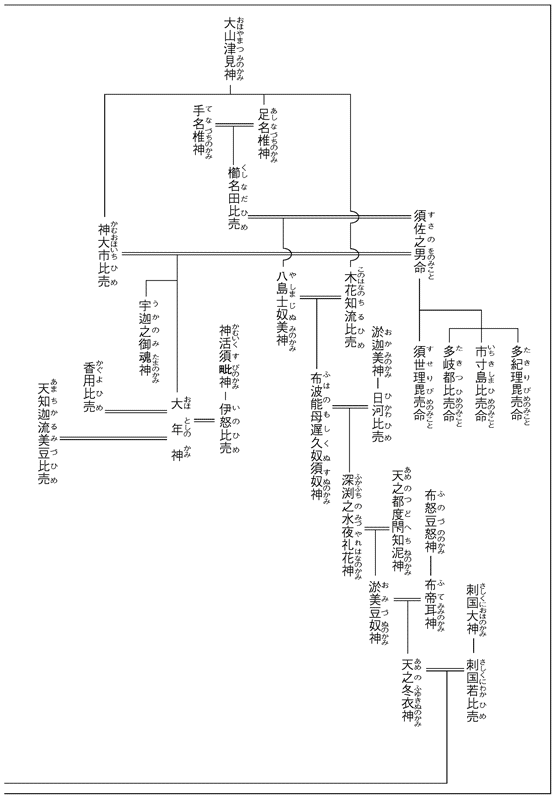 大山津見神
おほやまつみのかみ
足名椎神
あしなづちのかみ
手名椎神
てなづちのかみ
櫛名田比売
くしなだひめ
須佐之男命
すさのをのみこと
神大市比売
かむおほいちひめ
木花知流比売
このはなのちるひめ
八島士奴美神
やしまじぬみのかみ
宇迦之御魂神
うかのみたまのかみ
多紀理毘売命
たきりびめのみこと
市寸島比売命
いちきしまひめのみこと
多岐都比売命
たきつひめのみこと
須世理毘売命
すせりびめのみこと
淤迦美神
おかみのかみ
日河比売
ひかわひめ
布波能母遅久奴須奴神
ふはのもしくぬすぬのかみ
神活須毗神
かむいくすびのかみ
伊怒比売
いのひめ
大年神
おほとしのかみ
香用比売
かぐよひめ
天知迦流美豆比売
あまちかるみづひめ
深渕之水夜礼花神
ふかふちのみづやれはなのかみ
天之都度閇知泥神
あめのつどへちねのかみ
布怒豆怒神
ふのづののかみ
布帝耳神
ふてみみのかみ
淤美豆奴神
おみづぬのかみ
刺国大神
さしくにおほのかみ
刺国若比売
さしくにわかひめ
天之冬衣神
あめのふゆきぬのかみ